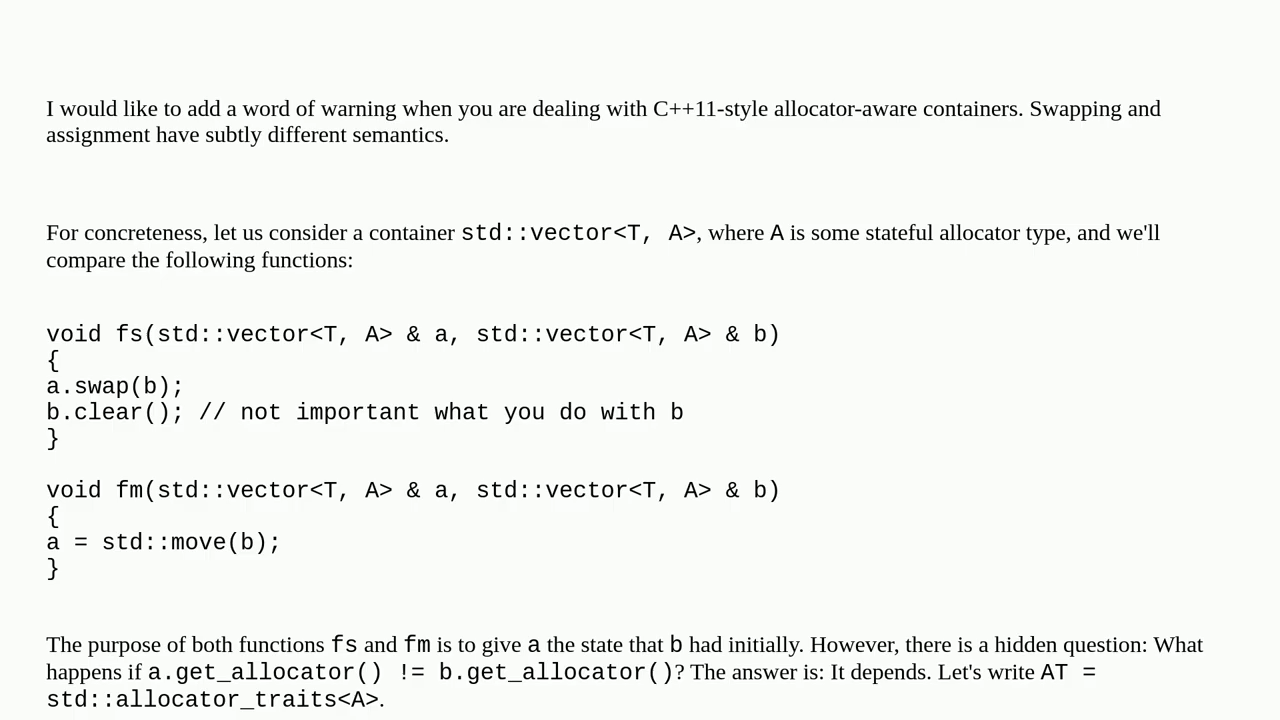 I would like to add a word of warning when you are dealing with C++11-style allocator-aware containers. Swapping and
assignment have subtly different semantics.
For concreteness, let us consider a container std::vector<T, A>, where A is some stateful allocator type, and we'll
compare the following functions:
void fs(std::vector<T, A> & a, std::vector<T, A> & b)
{
a.swap(b);
b.clear(); // not important what you do with b
}
void fm(std::vector<T, A> & a, std::vector<T, A> & b)
{
a = std::move(b);
}
The purpose of both functions fs and fm is to give a the state that b had initially. However, there is a hidden question: What
happens if a.get_allocator() != b.get_allocator()? The answer is: It depends. Let's write AT =
std::allocator_traits<A>.